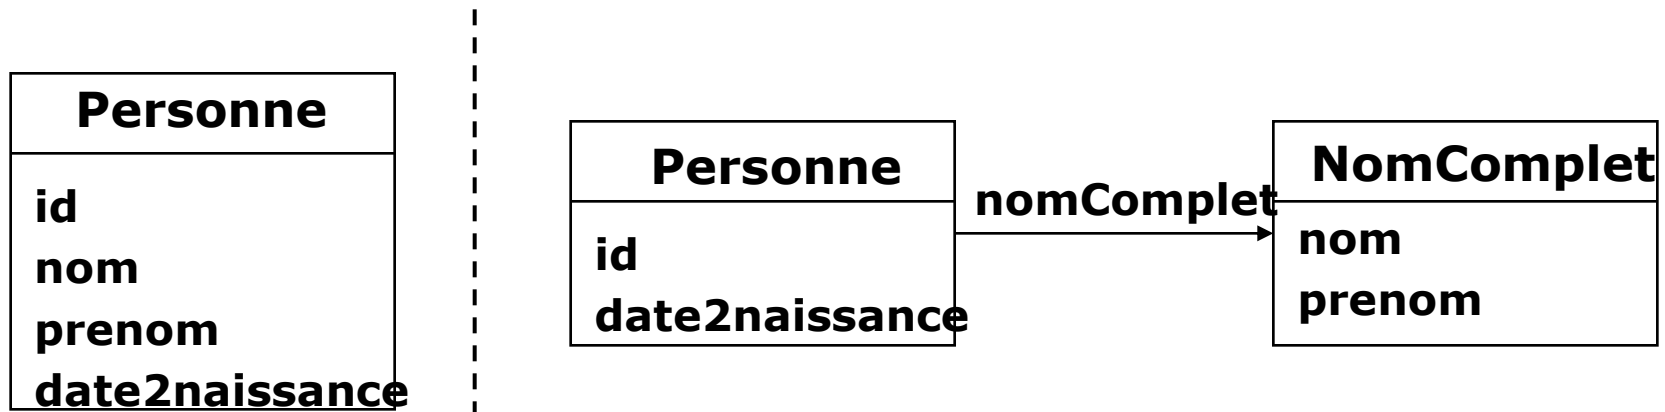 Personne
id
nom
prenom
date2naissance
Personne
id
date2naissance
nomComplet
NomComplet
nom
prenom